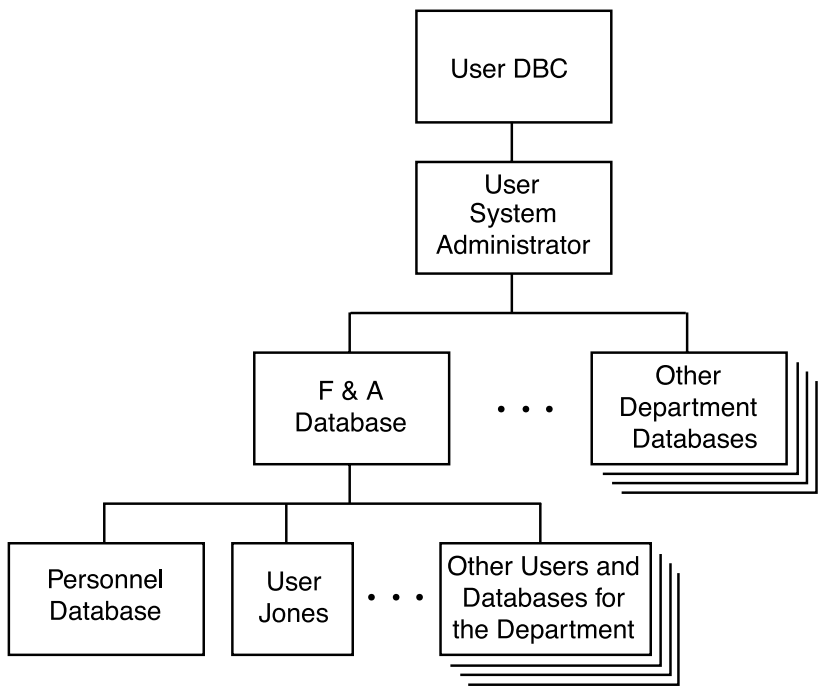 User DBC
User
System
Administrator
F & A
Database
. . .
Other
Department
Databases
Personnel
Database
User
Jones
. . .
Other Users and
Databases for
the Department